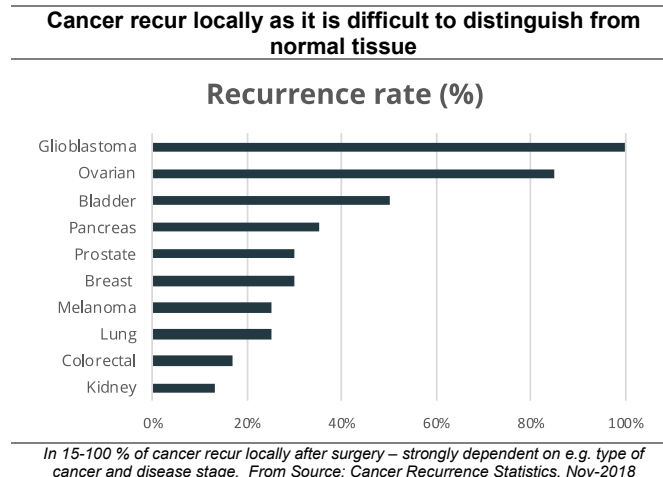 Cancer recur locally as it is difficult to distinguish from
normal tissue
Recurrence rate (%)
Glioblastoma
Ovarian
Bladder
Pancreas
Prostate
Breast
Melanoma
Lung
Colorectal
Kidney
0% 20% 40% 60% 80% 100%
In 15-100 % of cancer recur locally after surgery – strongly dependent on e.g. type of
cancer and disease stage. From Source: Cancer Recurrence Statistics, Nov-2018